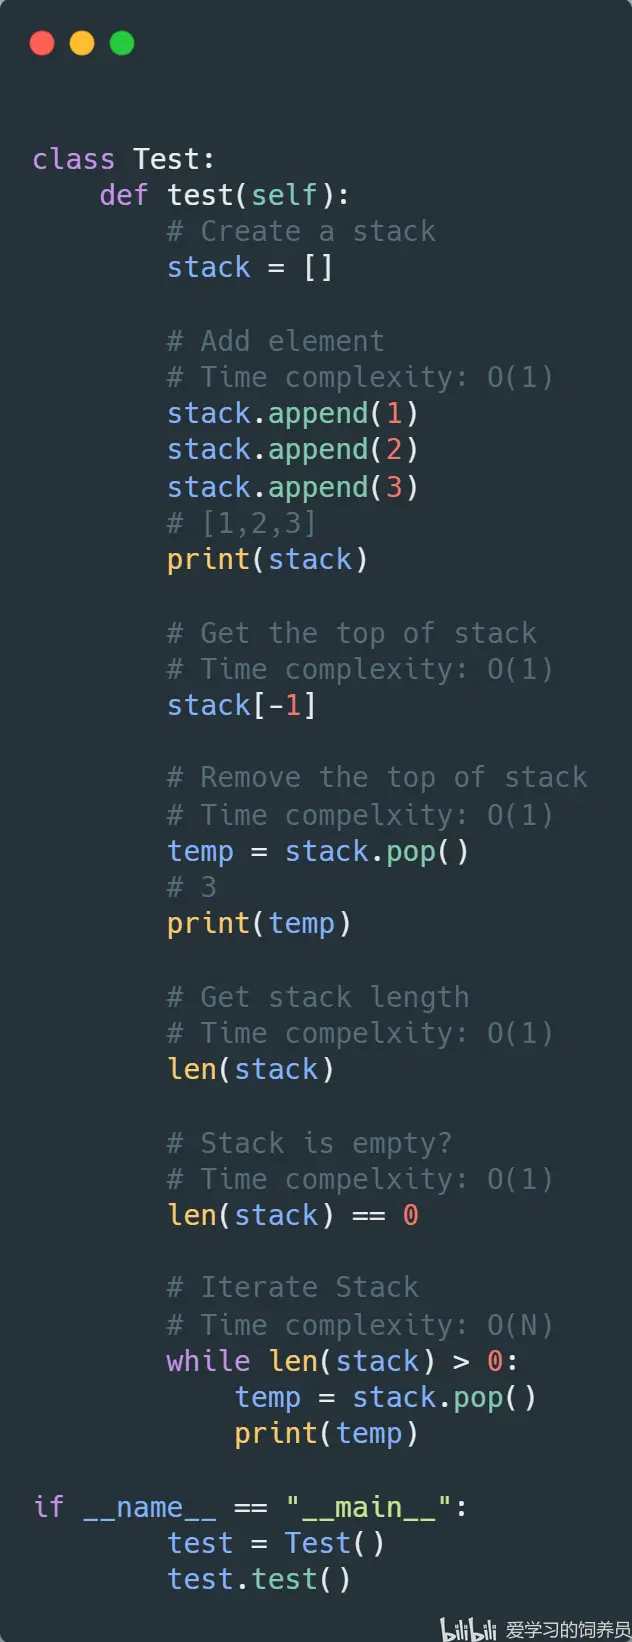 class Test:
    def test(self):
        # Create a stack
        stack = []

        # Add element
        # Time complexity: O(1)
        stack.append(1)
        stack.append(2)
        stack.append(3)
        # [1,2,3]
        print(stack)

        # Get the top of stack
        # Time complexity: O(1)
        stack[-1]

        # Remove the top of stack
        # Time compelxity: O(1)
        temp = stack.pop()
        # 3
        print(temp)

        # Get stack length
        # Time compelxity: O(1)
        len(stack)

        # Stack is empty?
        # Time compelxity: O(1)
        len(stack) == 0

        # Iterate Stack
        # Time complexity: O(N)
        while len(stack) > 0:
            temp = stack.pop()
            print(temp)

if __name__ == "__main__":
        test = Test()
        test.test()
bilibili 爱学习的饲养员